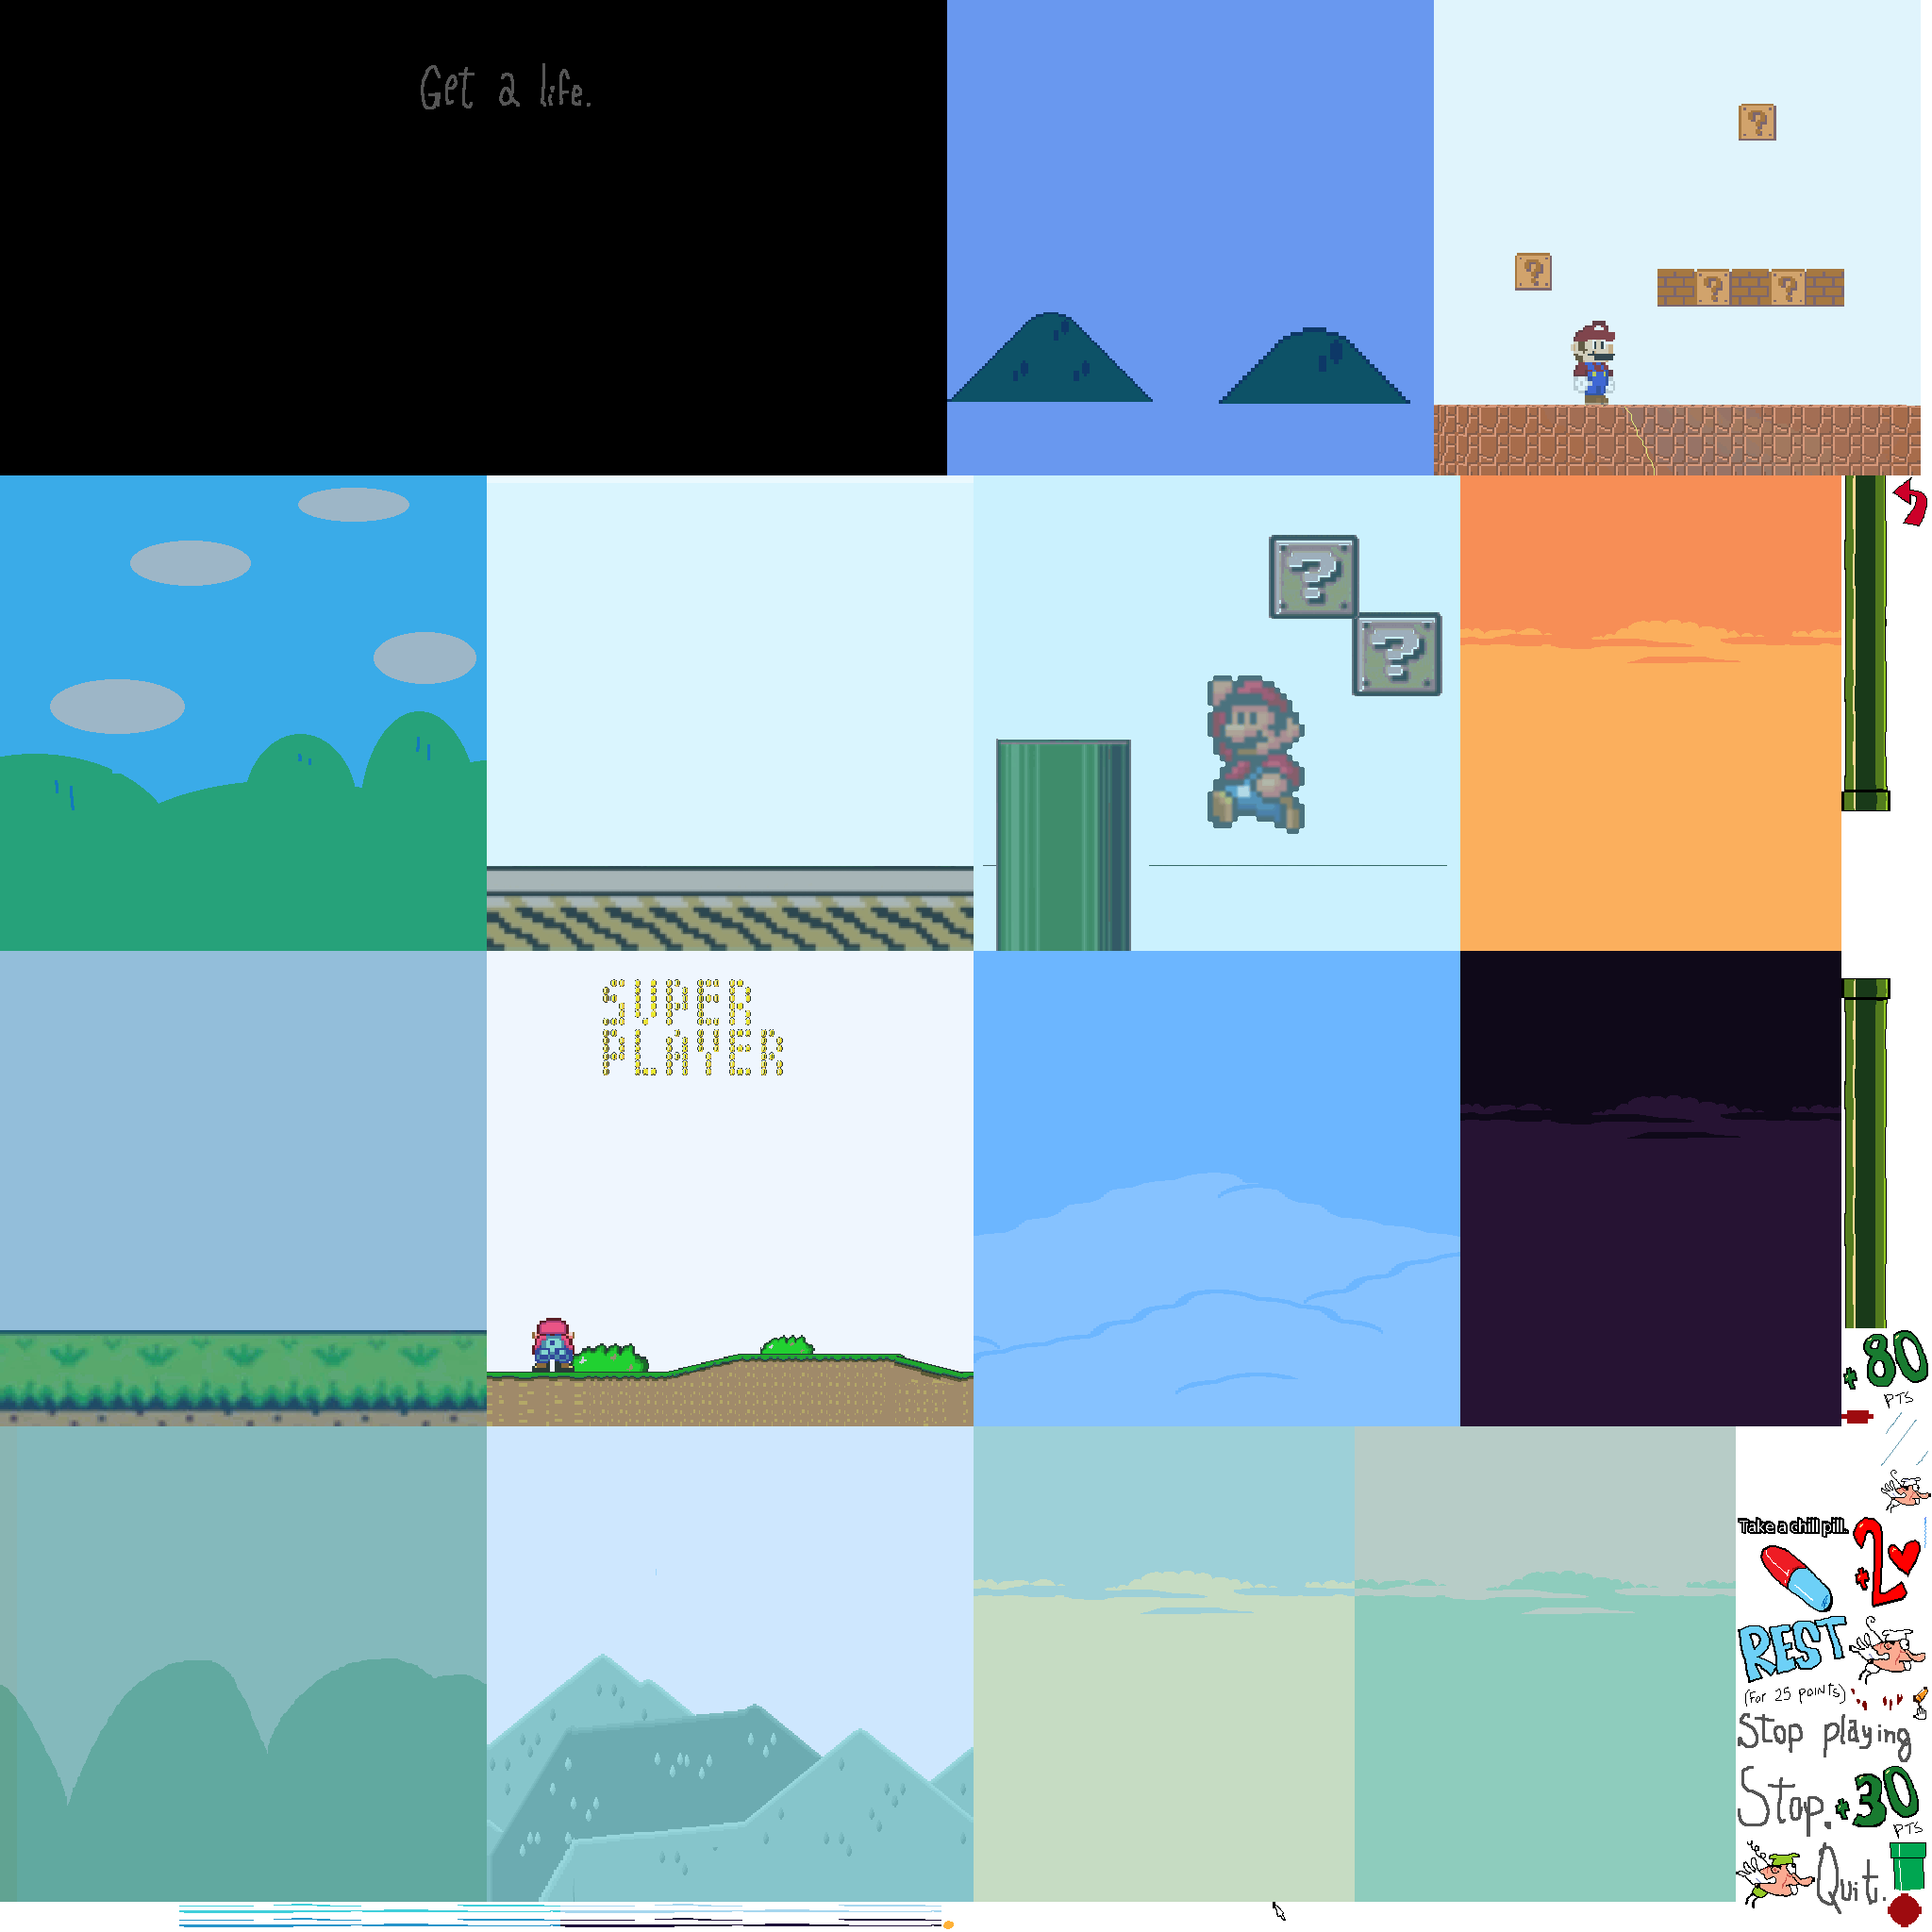 Get a life.
?
?
? ?
?
?
SUPER
PLAYER
+80
PTS
Take a chill pill.
+2
REST
(For 25 points)
Stop playing
Stop.
+30
PTS
Quit.